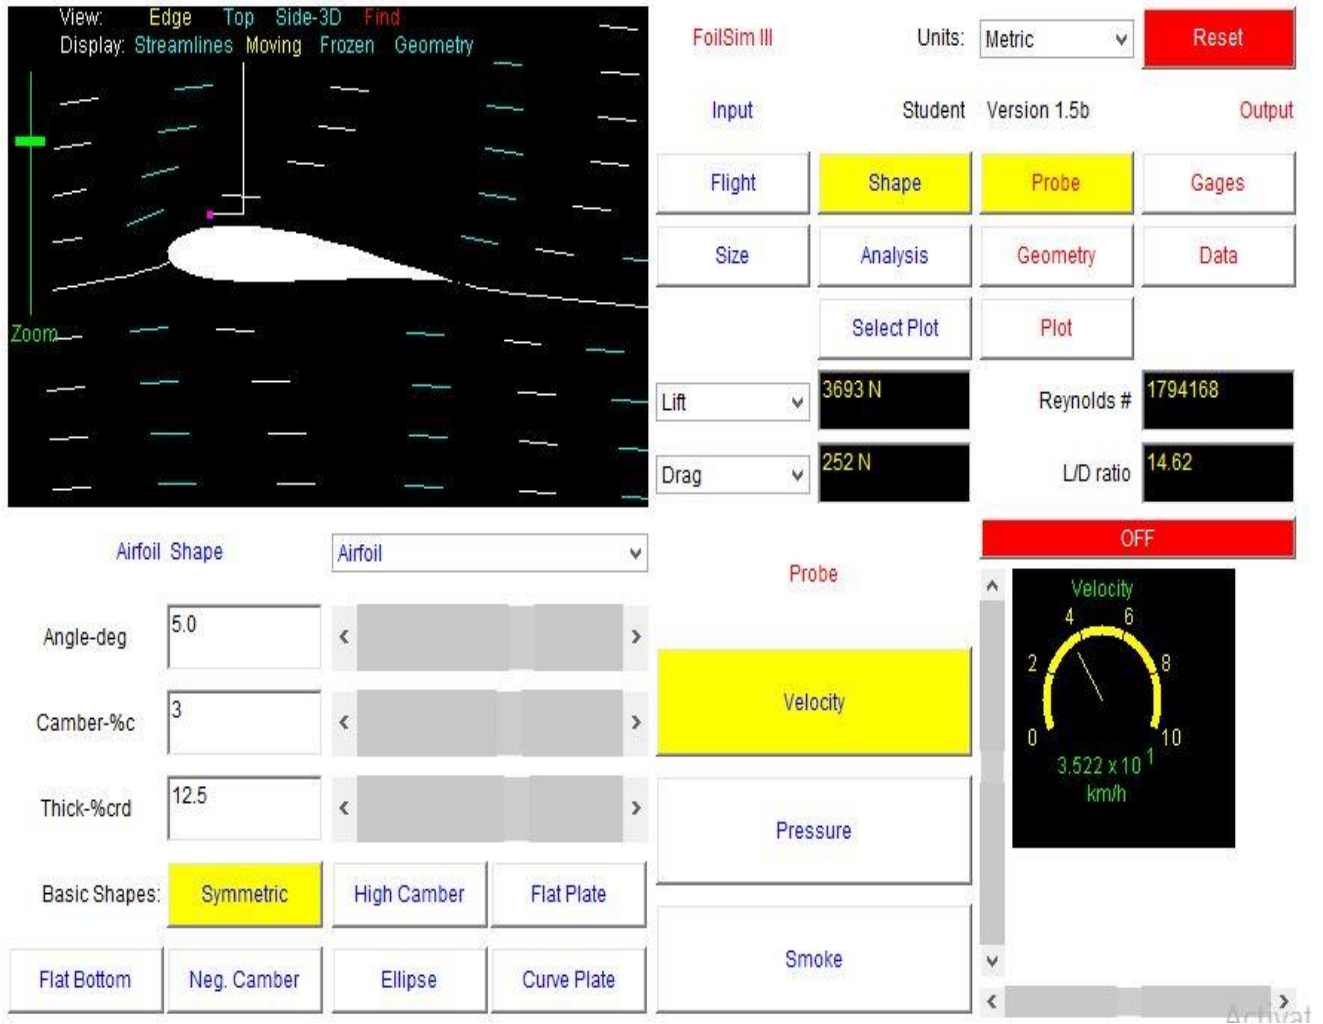 View: Edge Top Side-3D Find
Display: Streamlines Moving Frozen Geometry
Zoom
FoilSim III Units: Metric Reset
Input Student Version 1.5b Output
Flight Shape Probe Gages
Size Analysis Geometry Data
Select Plot Plot
Lift 3693 N Reynolds # 1794168
Drag 252 N L/D ratio 14.62
Airfoil Shape Airfoil
Angle-deg 5.0
Camber-%c 3
Thick-%crd 12.5
Basic Shapes: Symmetric High Camber Flat Plate
Flat Bottom Neg. Camber Ellipse Curve Plate
Probe
Velocity
Pressure
Smoke
OFF
Velocity
4 6
2 8
0 10
3.522 x 10 1
km/h